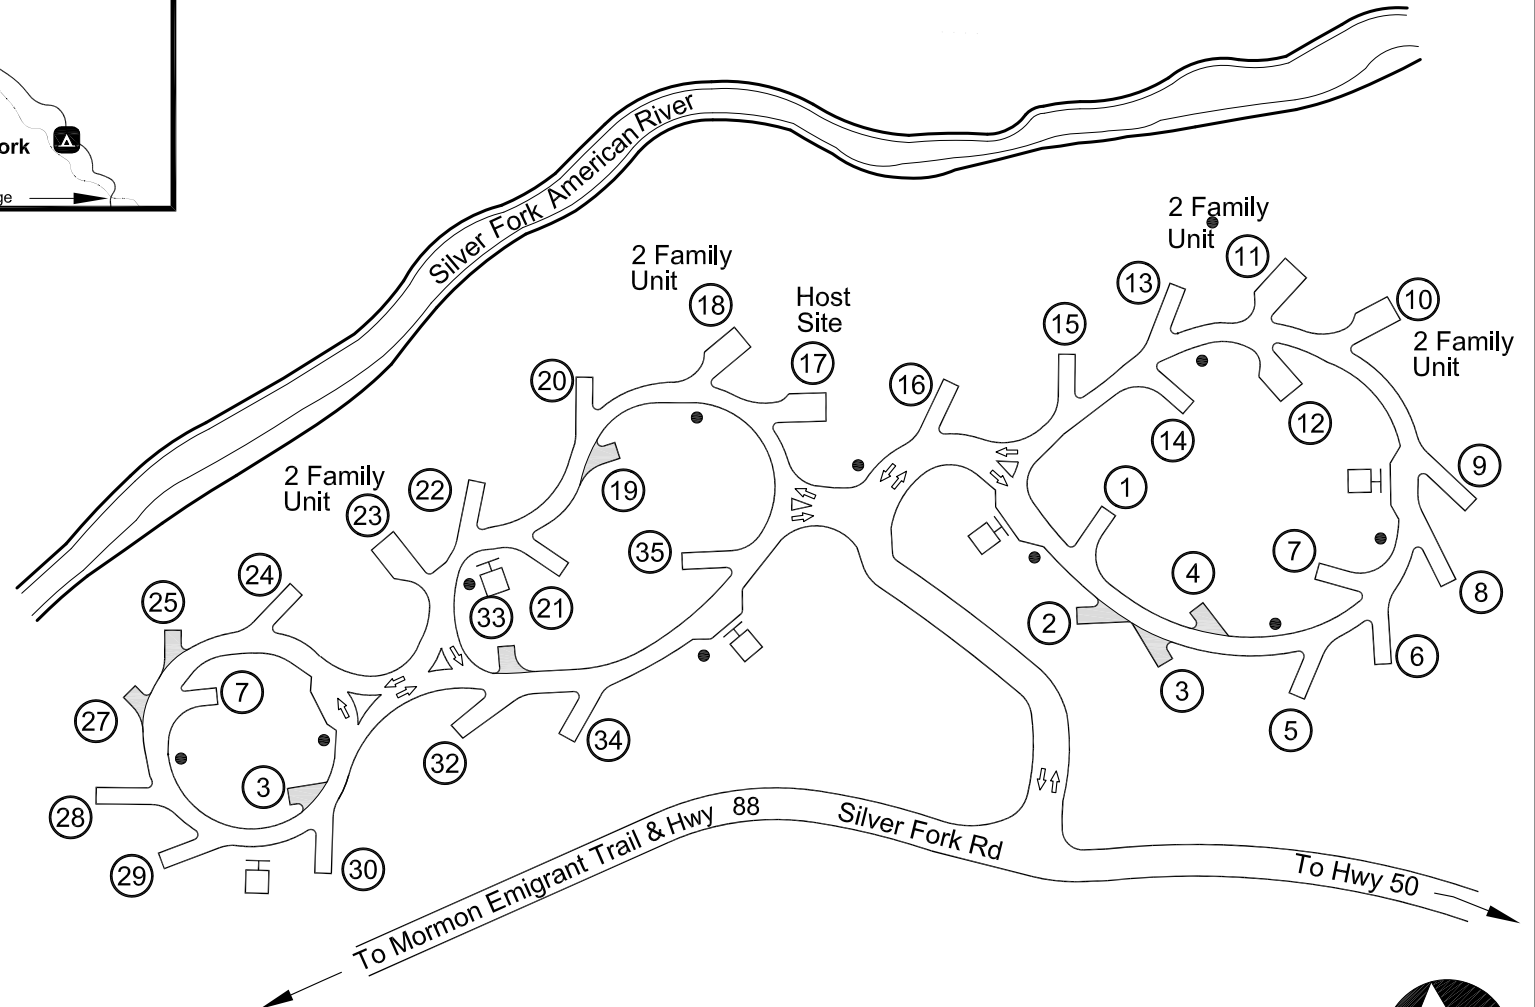 ork
ge
Silver Fork American River
2 Family
Unit
11
13
10
2 Family
Unit
15
2 Family
Unit
18
Host
Site
17
20
16
12
14
9
19
22
2 Family
Unit
23
1
35
7
4
8
24
25
33
21
2
6
3
5
7
27
34
32
3
28
29
30
To Mormon Emigrant Trail & Hwy 88
Silver Fork Rd
To Hwy 50